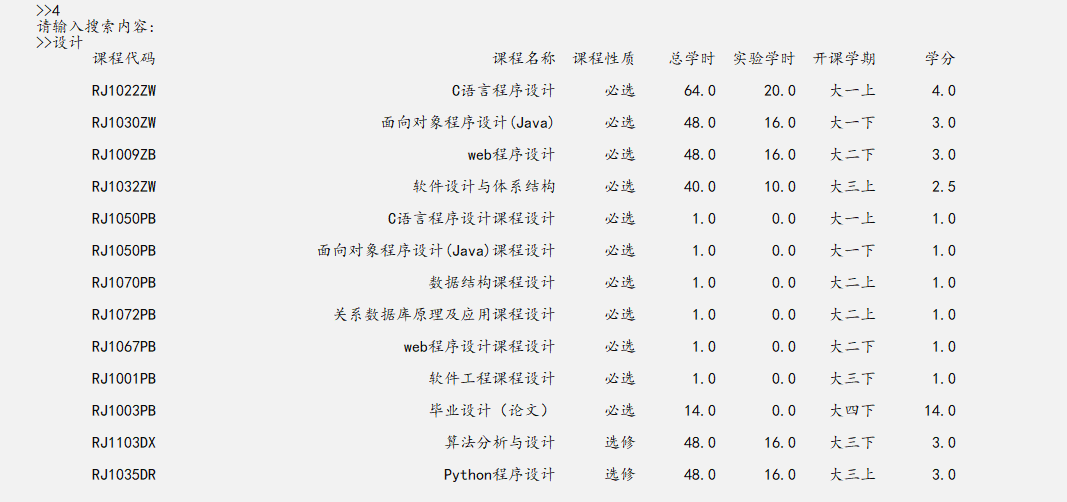 >>4
请输入搜索内容:
>>设计
课程代码 课程名称 课程性质 总学时 实验学时 开课学期 学分
RJ1022ZW C语言程序设计 必选 64.0 20.0 大一上 4.0
RJ1030ZW 面向对象程序设计(Java) 必选 48.0 16.0 大一下 3.0
RJ1009ZB web程序设计 必选 48.0 16.0 大二下 3.0
RJ1032ZW 软件设计与体系结构 必选 40.0 10.0 大三上 2.5
RJ1050PB C语言程序设计课程设计 必选 1.0 0.0 大一上 1.0
RJ1050PB 面向对象程序设计(Java)课程设计 必选 1.0 0.0 大一下 1.0
RJ1070PB 数据结构课程设计 必选 1.0 0.0 大二上 1.0
RJ1072PB 关系数据库原理及应用课程设计 必选 1.0 0.0 大二上 1.0
RJ1067PB web程序设计课程设计 必选 1.0 0.0 大二下 1.0
RJ1001PB 软件工程课程设计 必选 1.0 0.0 大三下 1.0
RJ1003PB 毕业设计（论文） 必选 14.0 0.0 大四下 14.0
RJ1103DX 算法分析与设计 选修 48.0 16.0 大三下 3.0
RJ1035DR Python程序设计 选修 48.0 16.0 大三上 3.0